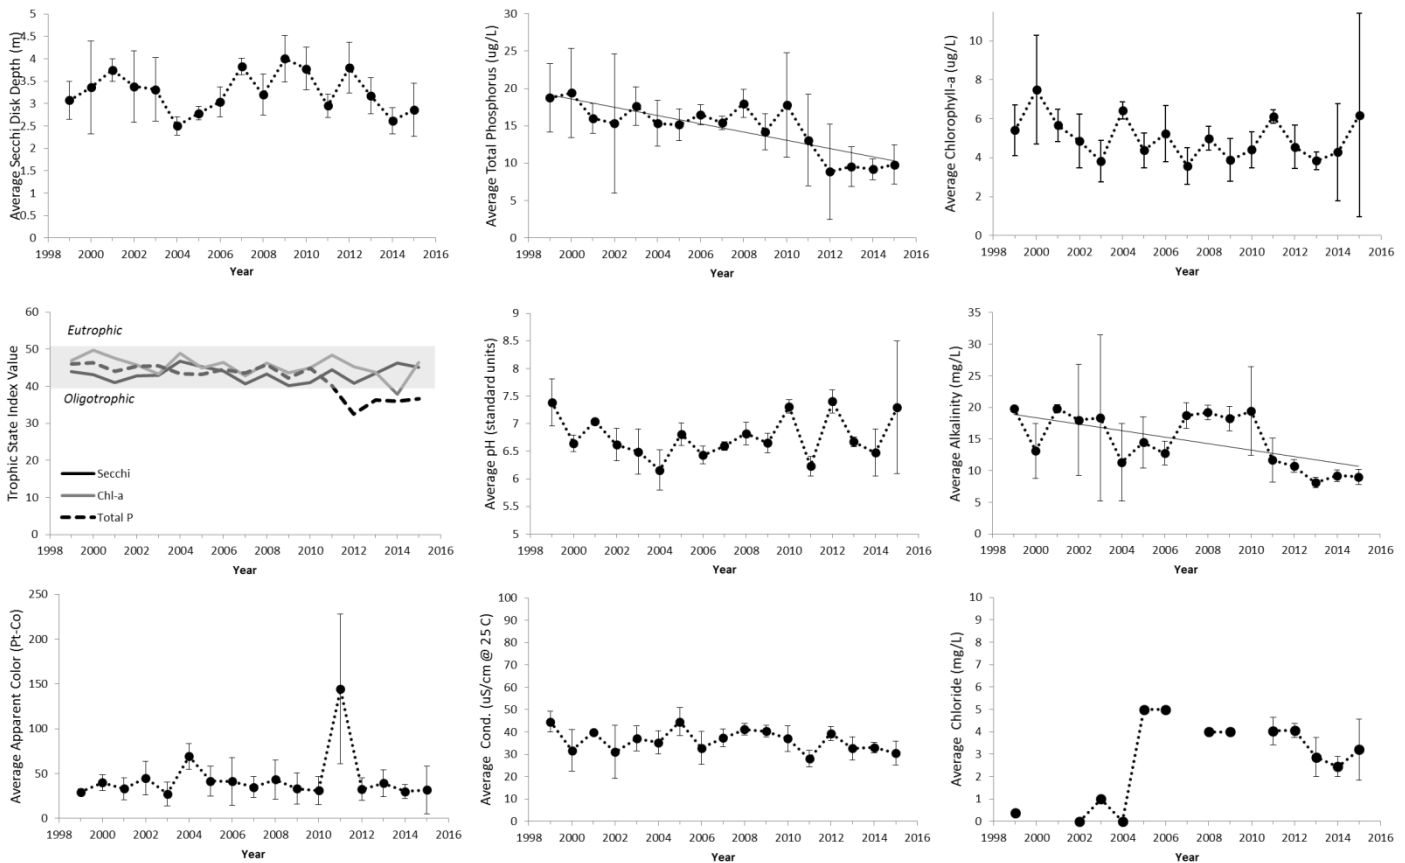 Average Secchi Disk Depth (m)
5
4.5
4
3.5
3
2.5
2
1.5
1
0.5
0
1998 2000 2002 2004 2006 2008 2010 2012 2014 2016
Year
Average Total Phosphorus (ug/L)
30
25
20
15
10
5
0
1998 2000 2002 2004 2006 2008 2010 2012 2014 2016
Year
Average Chlorophyll-a (ug/L)
10
8
6
4
2
0
1998 2000 2002 2004 2006 2008 2010 2012 2014 2016
Year
Trophic State Index Value
60
50
40
30
20
10
0
Eutrophic
Oligotrophic
Secchi
Chl-a
Total P
1998 2000 2002 2004 2006 2008 2010 2012 2014 2016
Year
Average pH (standard units)
9
8.5
8
7.5
7
6.5
6
5.5
5
1998 2000 2002 2004 2006 2008 2010 2012 2014 2016
Year
Average Alkalinity (mg/L)
35
30
25
20
15
10
5
0
1998 2000 2002 2004 2006 2008 2010 2012 2014 2016
Year
Average Apparent Color (Pt-Co)
250
200
150
100
50
0
1998 2000 2002 2004 2006 2008 2010 2012 2014 2016
Year
Average Cond. (uS/cm @ 25 C)
100
90
80
70
60
50
40
30
20
10
0
1998 2000 2002 2004 2006 2008 2010 2012 2014 2016
Year
Average Chloride (mg/L)
10
9
8
7
6
5
4
3
2
1
0
1998 2000 2002 2004 2006 2008 2010 2012 2014 2016
Year